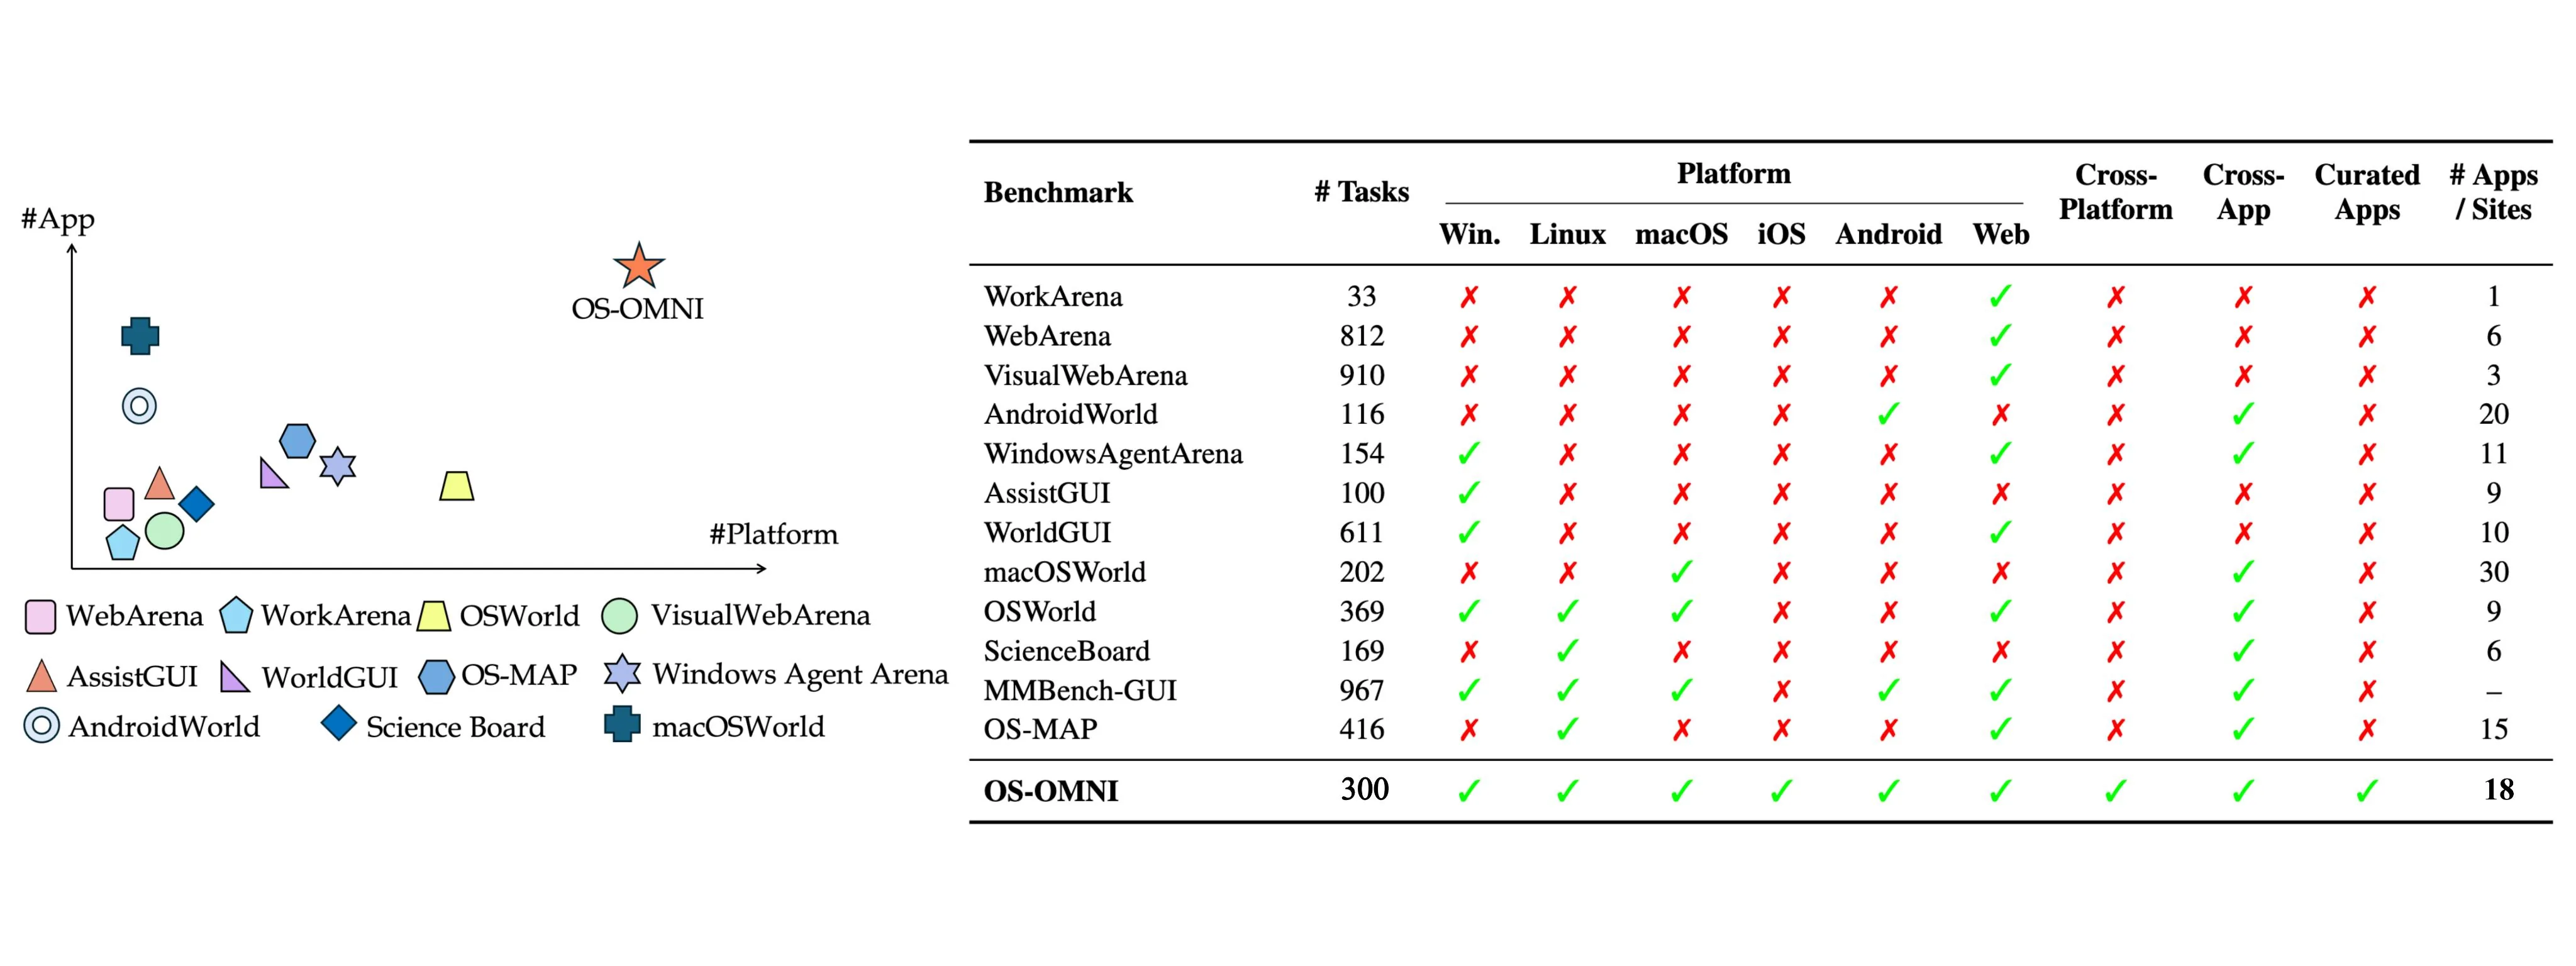 #App
OS-OMNI
#Platform
WebArena WorkArena OSWorld VisualWebArena
AssistGUI WorldGUI OS-MAP Windows Agent Arena
AndroidWorld Science Board macOSWorld
Benchmark # Tasks Platform Cross-Platform Cross-App Curated Apps # Apps / Sites
Win. Linux macOS iOS Android Web
WorkArena 33 ✗ ✗ ✗ ✗ ✗ ✓ ✗ ✗ ✗ 1
WebArena 812 ✗ ✗ ✗ ✗ ✗ ✓ ✗ ✗ ✗ 6
VisualWebArena 910 ✗ ✗ ✗ ✗ ✗ ✓ ✗ ✗ ✗ 3
AndroidWorld 116 ✗ ✗ ✗ ✗ ✓ ✗ ✗ ✓ ✗ 20
WindowsAgentArena 154 ✓ ✗ ✗ ✗ ✗ ✓ ✗ ✓ ✗ 11
AssistGUI 100 ✓ ✗ ✗ ✗ ✗ ✗ ✗ ✗ ✗ 9
WorldGUI 611 ✓ ✗ ✗ ✗ ✗ ✓ ✗ ✗ ✗ 10
macOSWorld 202 ✗ ✗ ✓ ✗ ✗ ✗ ✗ ✓ ✗ 30
OSWorld 369 ✓ ✓ ✓ ✗ ✗ ✓ ✗ ✓ ✗ 9
ScienceBoard 169 ✗ ✓ ✗ ✗ ✗ ✗ ✗ ✓ ✗ 6
MMBench-GUI 967 ✓ ✓ ✓ ✗ ✓ ✓ ✗ ✓ ✗ –
OS-MAP 416 ✗ ✓ ✗ ✗ ✗ ✓ ✗ ✓ ✗ 15
OS-OMNI 300 ✓ ✓ ✓ ✓ ✓ ✓ ✓ ✓ ✓ 18